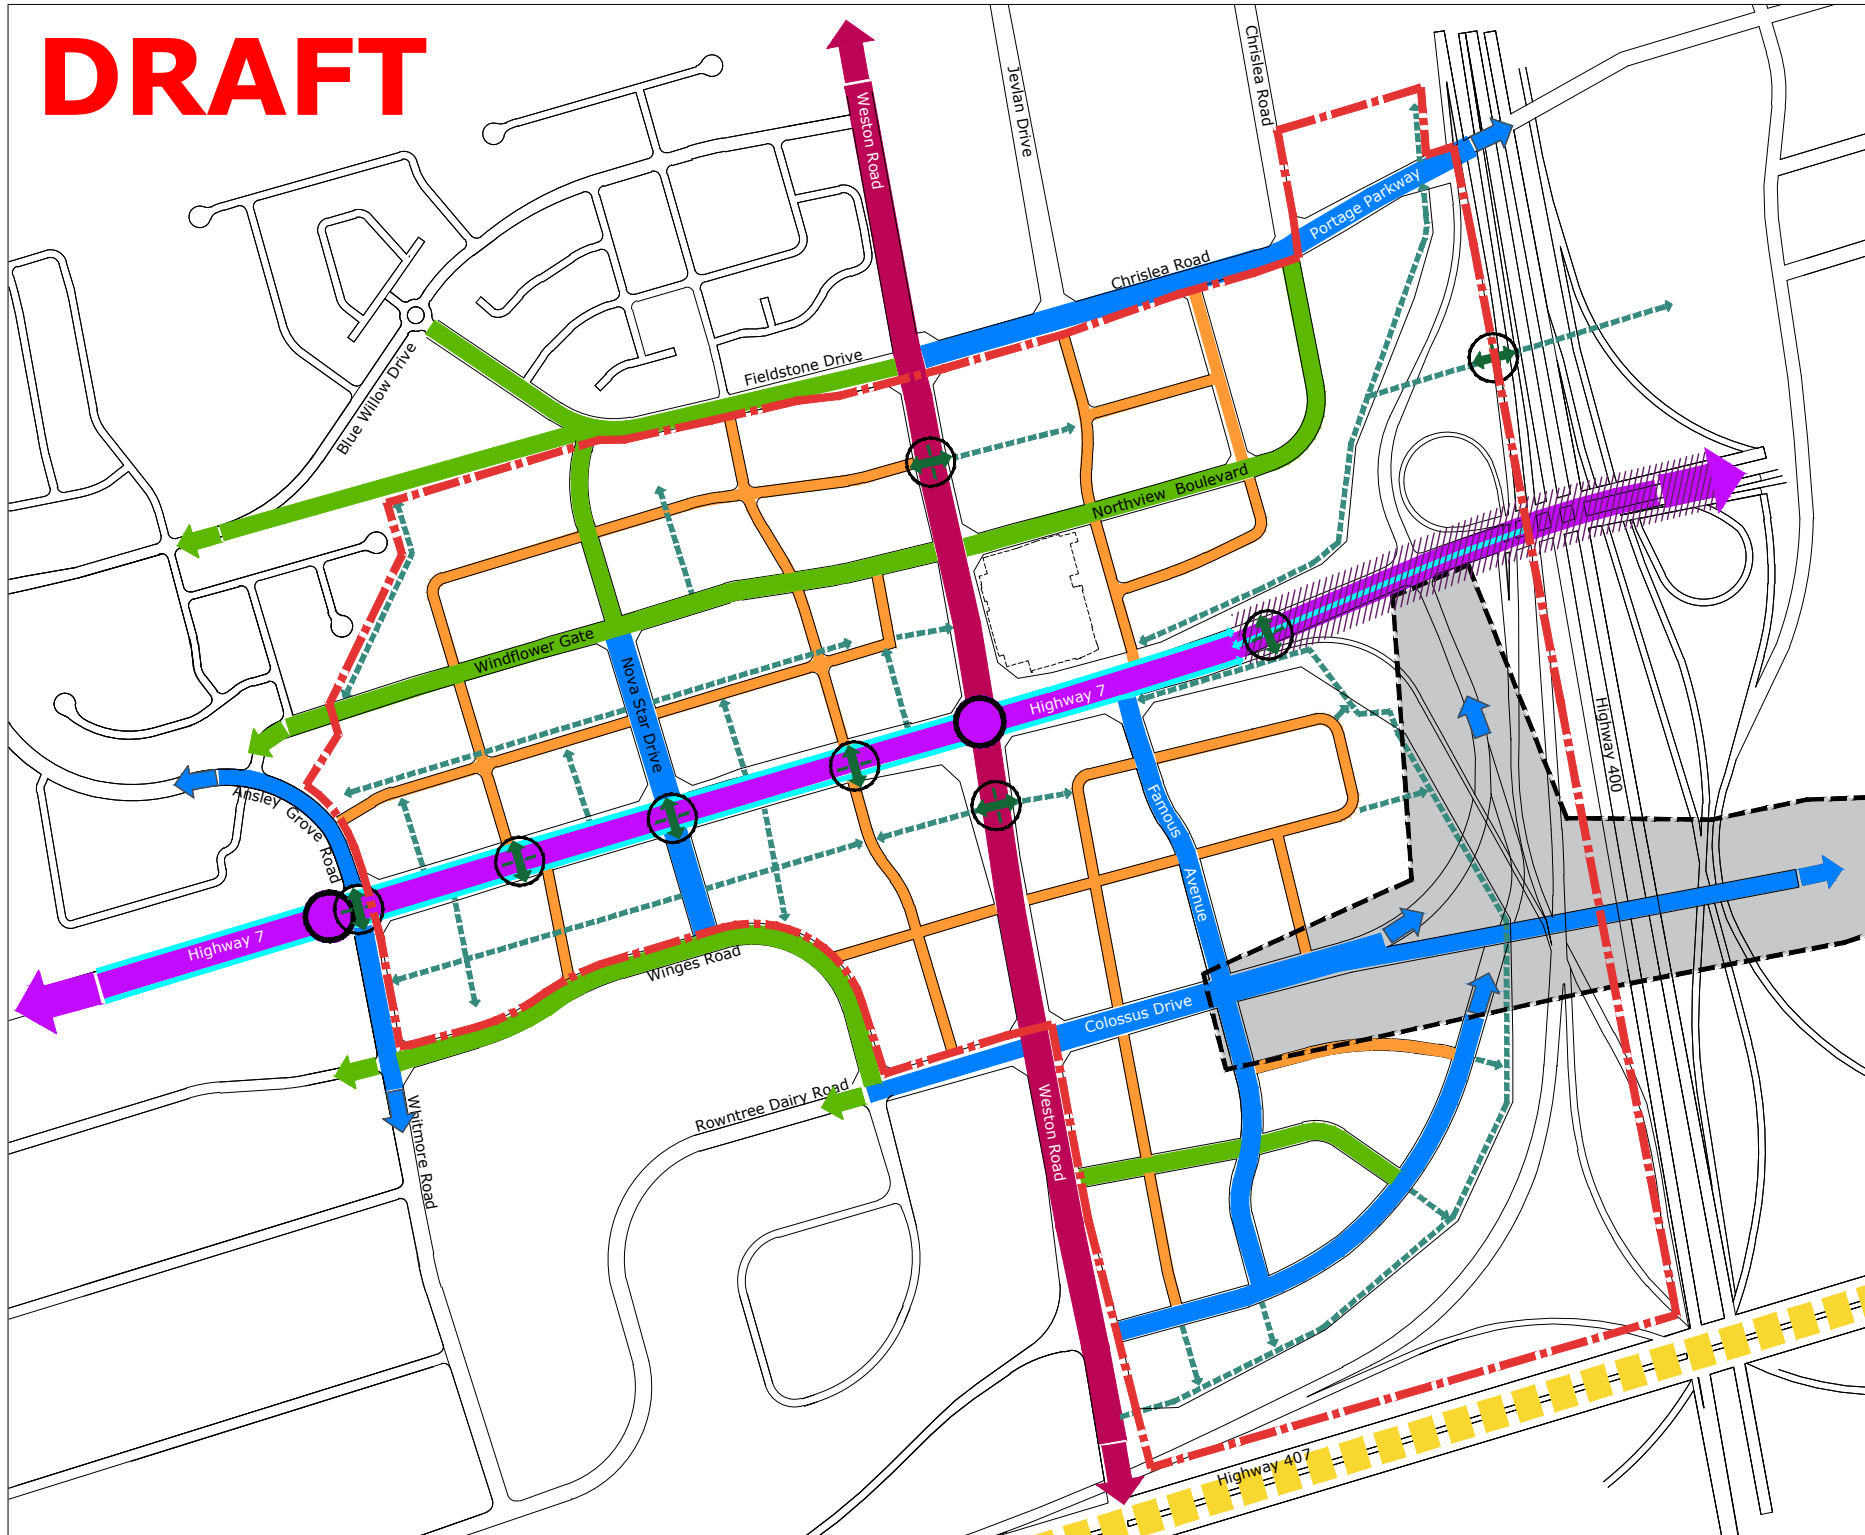 DRAFT
Weston Road
Jevlan Drive
Chrislea Road
Portage Parkway
Chrislea Road
Fieldstone Drive
Blue Willow Drive
Northview Boulevard
Windflower Gate
Nova Star Drive
Highway 7
Highway 400
Ansley Grove Road
Famous Avenue
Highway 7
Winges Road
Colossus Drive
Rowntree Dairy Road
Whitmore Road
Weston Road
Highway 407